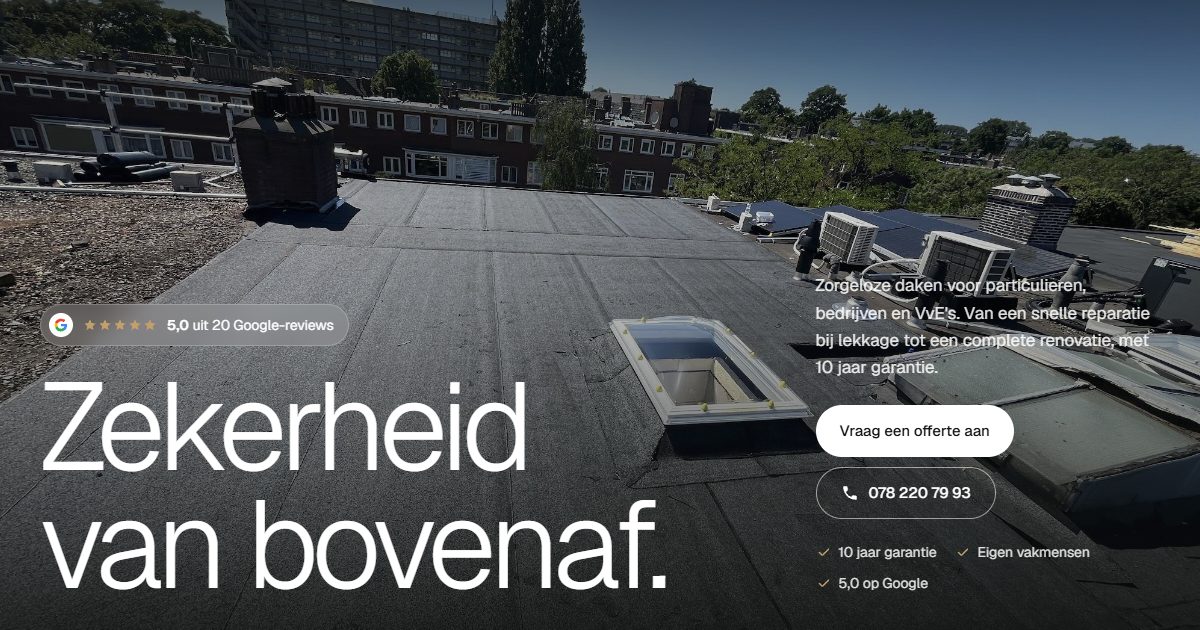 5,0 uit 20 Google-reviews
Zekerheid
van bovenaf.
Zorgeloze daken voor particulieren,
bedrijven en VvE's. Van een snelle reparatie
bij lekkage tot een complete renovatie, met
10 jaar garantie.
Vraag een offerte aan
078 220 79 93
10 jaar garantie
Eigen vakmensen
5,0 op Google